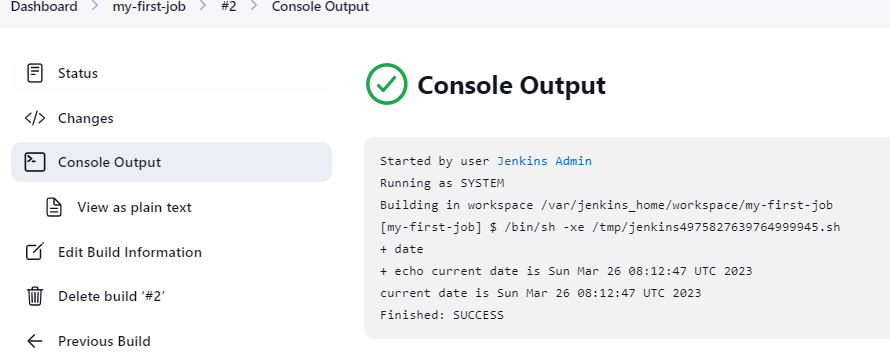 Dashboard > my-first-job > #2 > Console Output
Status
Changes
Console Output
View as plain text
Edit Build Information
Delete build ‘#2’
Previous Build
Console Output
Started by user Jenkins Admin
Running as SYSTEM
Building in workspace /var/jenkins_home/workspace/my-first-job
[my-first-job] $ /bin/sh -xe /tmp/jenkins4975827639764999945.sh
+ date
+ echo current date is Sun Mar 26 08:12:47 UTC 2023
current date is Sun Mar 26 08:12:47 UTC 2023
Finished: SUCCESS